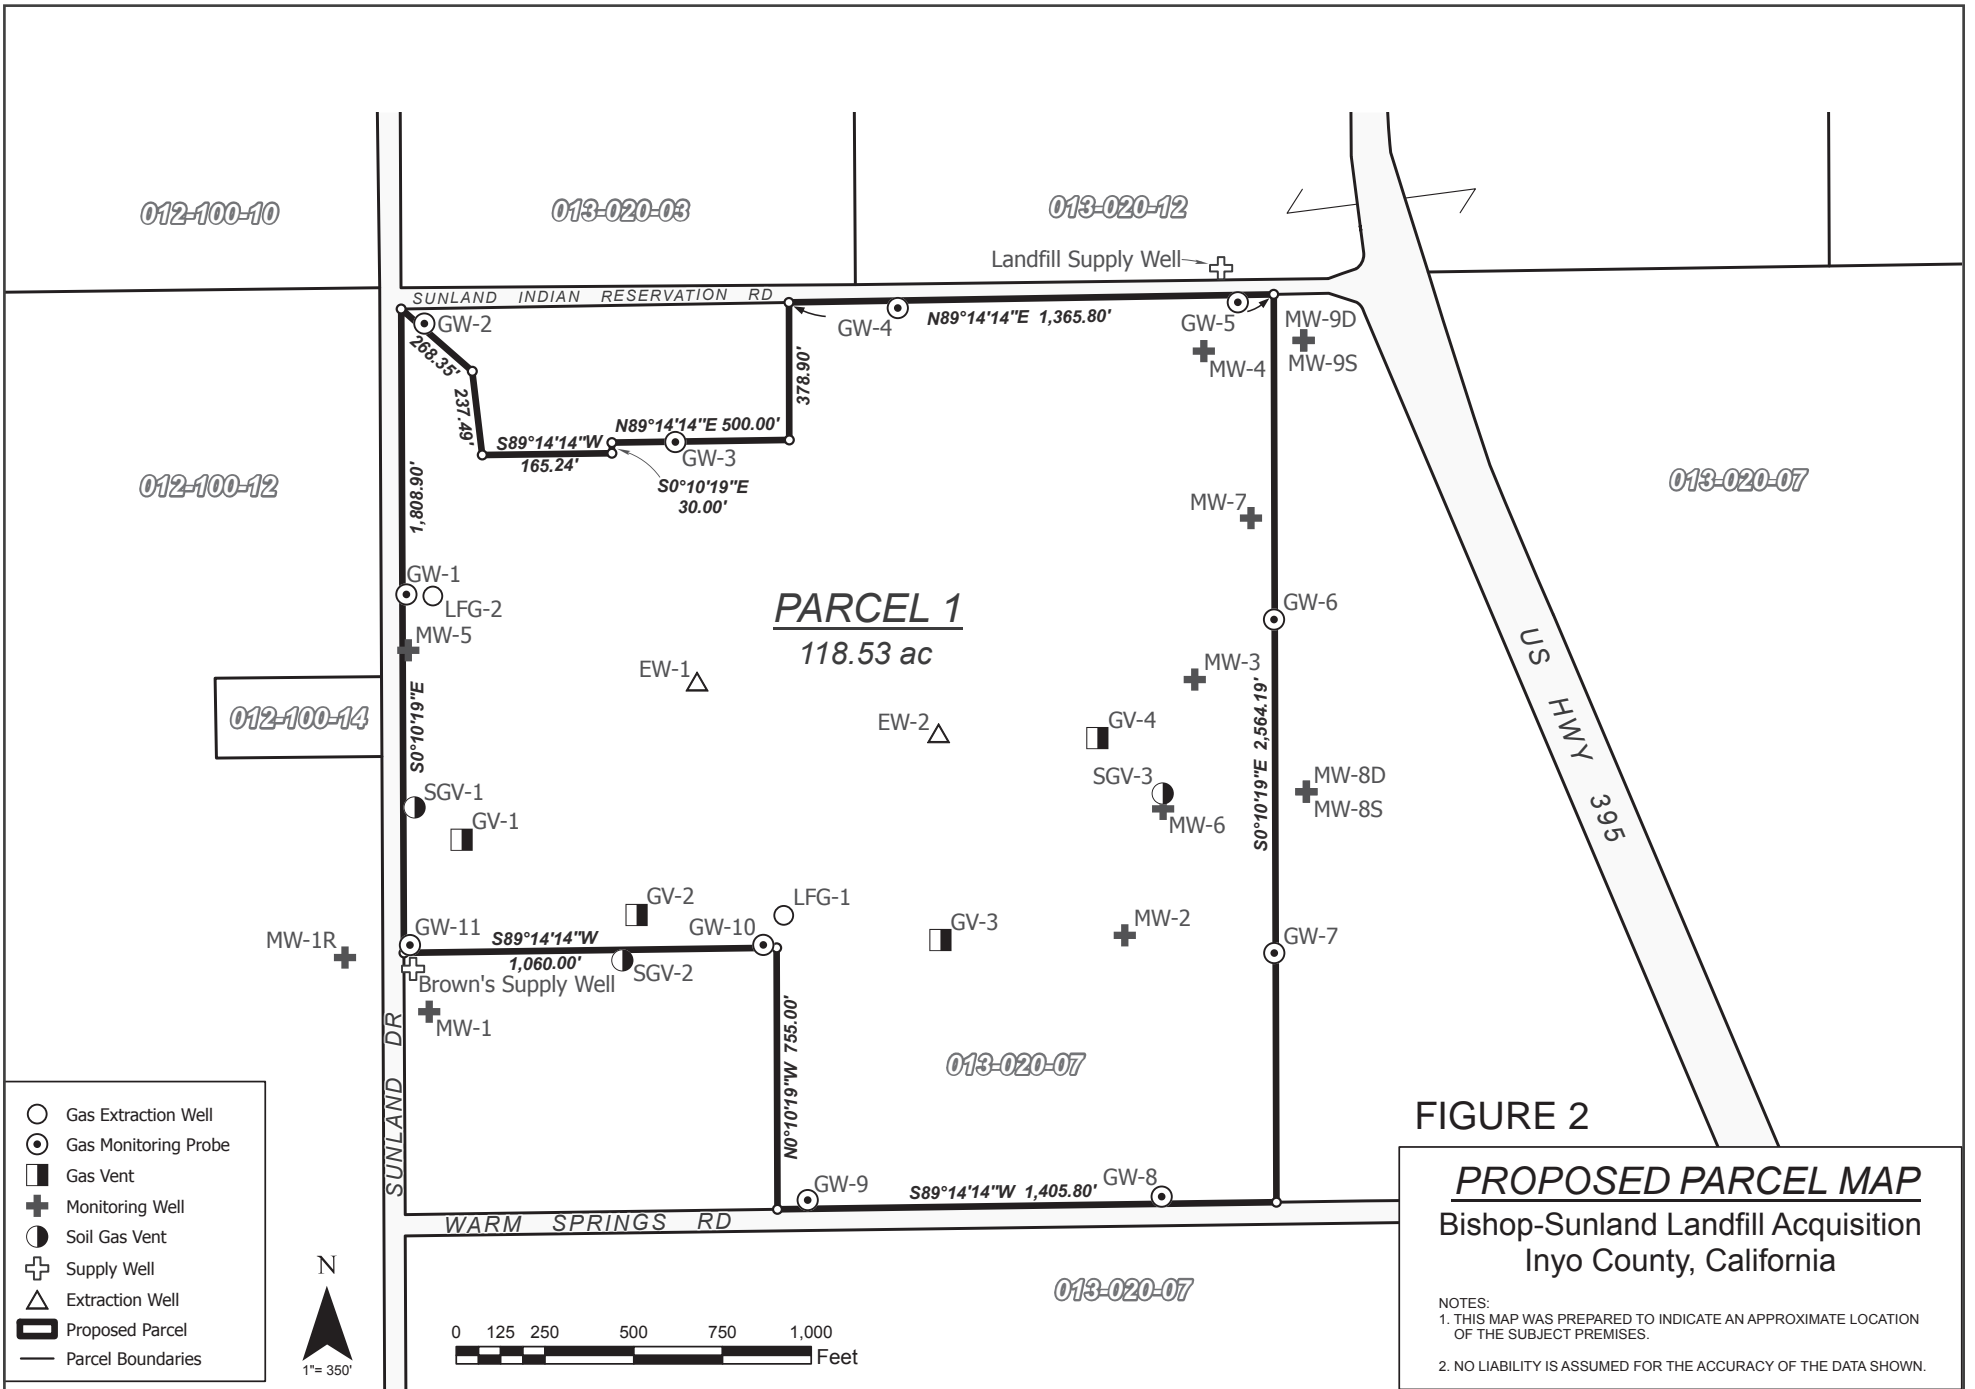 012-100-10
013-020-03
013-020-12
Landfill Supply Well
SUNLAND INDIAN RESERVATION RD
GW-2
GW-4
N89°14'14"E 1,365.80'
GW-5
MW-9D
MW-9S
MW-4
268.35'
237.49'
378.90'
N89°14'14"E 500.00'
S89°14'14"W
165.24'
GW-3
S0°10'19"E
30.00'
012-100-12
1,808.90'
MW-7
013-020-07
GW-1
LFG-2
MW-5
PARCEL 1
118.53 ac
GW-6
EW-1
MW-3
US HWY 395
012-100-14
S0°10'19"E
EW-2
GV-4
S0°10'19"E 2,564.19'
SGV-3
MW-6
MW-8D
MW-8S
SGV-1
GV-1
GV-2
LFG-1
GW-11
S89°14'14"W
1,060.00'
GW-10
GV-3
MW-2
GW-7
MW-1R
SGV-2
Brown's Supply Well
MW-1
SUNLAND DR
N0°10'19"W 755.00'
013-020-07
GW-9
S89°14'14"W 1,405.80'
GW-8
WARM SPRINGS RD
013-020-07
Gas Extraction Well
Gas Monitoring Probe
Gas Vent
Monitoring Well
Soil Gas Vent
Supply Well
Extraction Well
Proposed Parcel
Parcel Boundaries
N
1"= 350'
0 125 250 500 750 1,000
Feet
FIGURE 2
PROPOSED PARCEL MAP
Bishop-Sunland Landfill Acquisition
Inyo County, California
NOTES:
1. THIS MAP WAS PREPARED TO INDICATE AN APPROXIMATE LOCATION
OF THE SUBJECT PREMISES.
2. NO LIABILITY IS ASSUMED FOR THE ACCURACY OF THE DATA SHOWN.